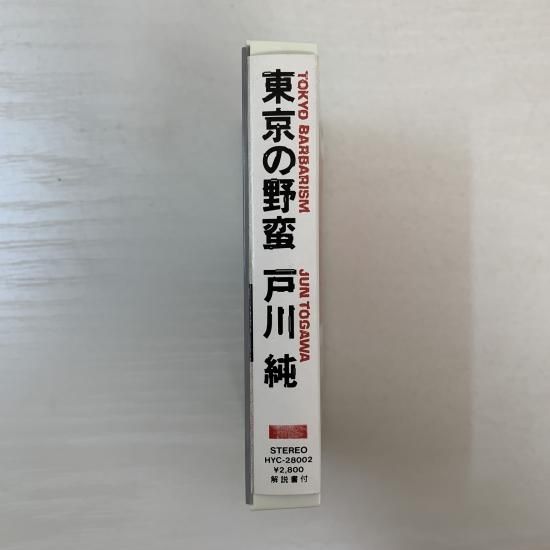 東京の野蛮 戸川 純
TOKYO BARBARISM
JUN TOGAWA
STEREO
HYC-28002
¥2,800
解説書付